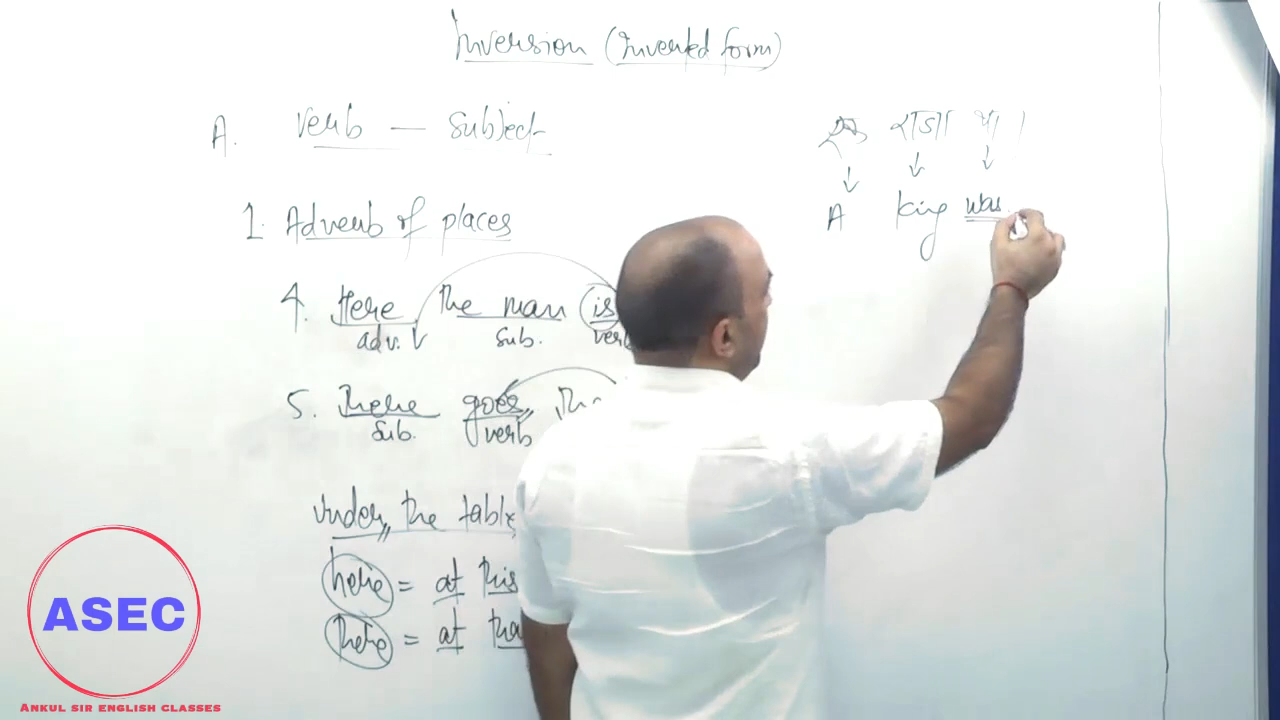 Inversion (Inverted form)
A. verb — subject
1. Adverb of places
4. Here the man is
adv. sub. verb
5. There goes, the
sub. verb
under, the table
here = at this
there = at tha
एक राजा था ।
A king was.
ASEC
ANKUL SIR ENGLISH CLASSES